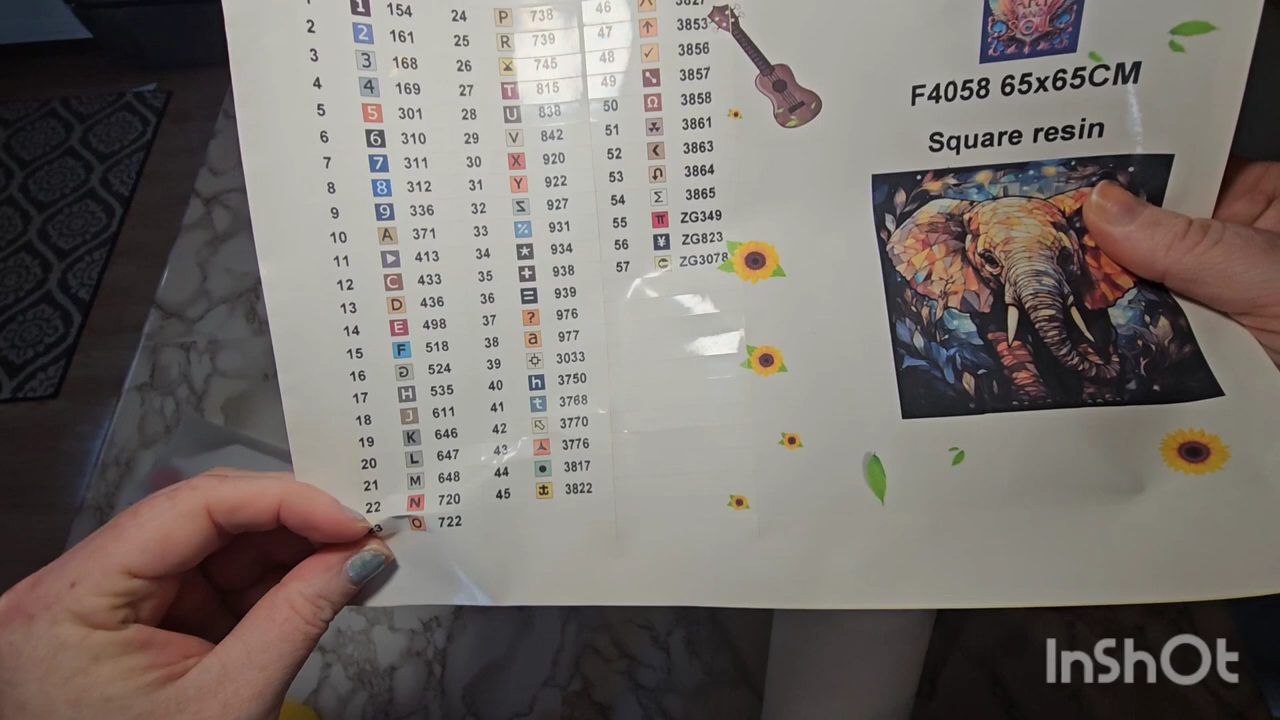 1 1 154
2 2 161
3 3 168
4 4 169
5 5 301
6 6 310
7 7 311
8 8 312
9 9 336
10 A 371
11 ▶ 413
12 C 433
13 D 436
14 E 498
15 F 518
16 G 524
17 H 535
18 J 611
19 K 646
20 L 647
21 M 648
22 N 720
O 722
24 P 738
25 R 739
26 745
27 T 815
28 U 838
29 V 842
30 X 920
31 Y 922
32 Z 927
33 ٪ 931
34 ★ 934
35 + 938
36 = 939
37 ? 976
38 a 977
39 3033
40 h 3750
41 t 3768
42 3770
43 3776
44 ● 3817
45 ⚓ 3822
46 3827
47 ↑ 3853
48 ✓ 3856
49 3857
50 Ω 3858
51 3861
52 3863
53 3864
54 Σ 3865
55 π ZG349
56 ¥ ZG823
57 ZG3078
F4058 65x65CM
Square resin
InShOt